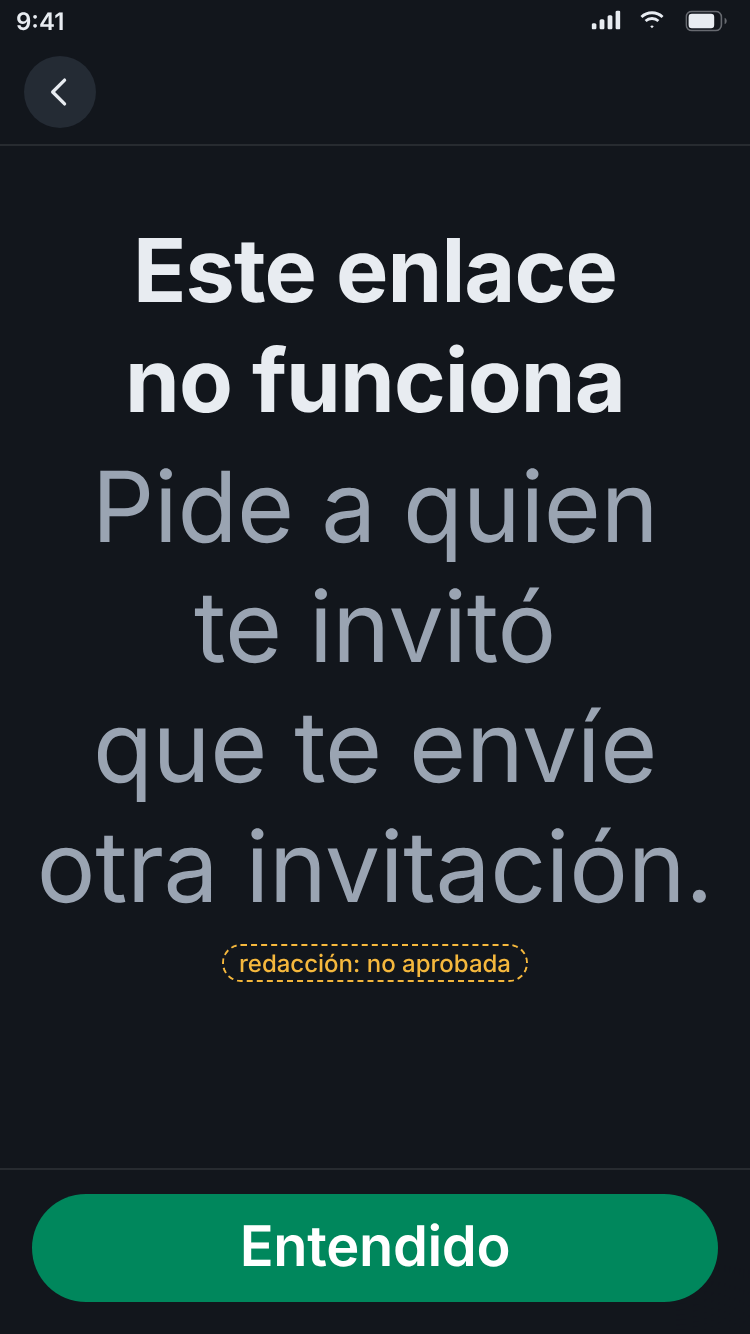 9:41
Este enlace
no funciona
Pide a quien
te invitó
que te envíe
otra invitación.
redacción: no aprobada
Entendido